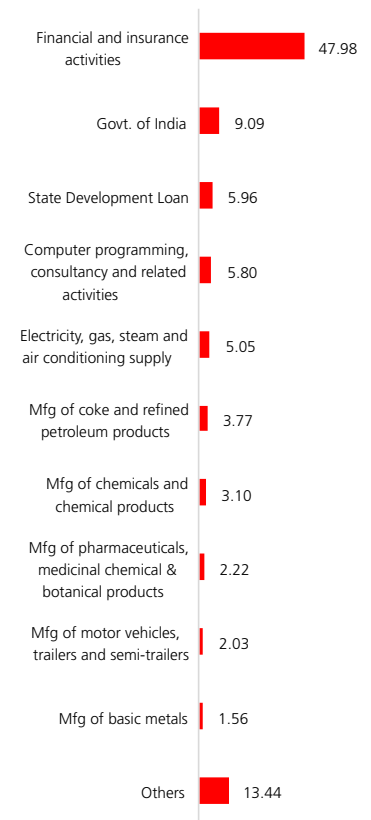 Financial and insurance
activities
47.98
Govt. of India
9.09
State Development Loan
5.96
Computer programming,
consultancy and related
activities
5.80
Electricity, gas, steam and
air conditioning supply
5.05
Mfg of coke and refined
petroleum products
3.77
Mfg of chemicals and
chemical products
3.10
Mfg of pharmaceuticals,
medicinal chemical &
botanical products
2.22
Mfg of motor vehicles,
trailers and semi-trailers
2.03
Mfg of basic metals
1.56
Others
13.44